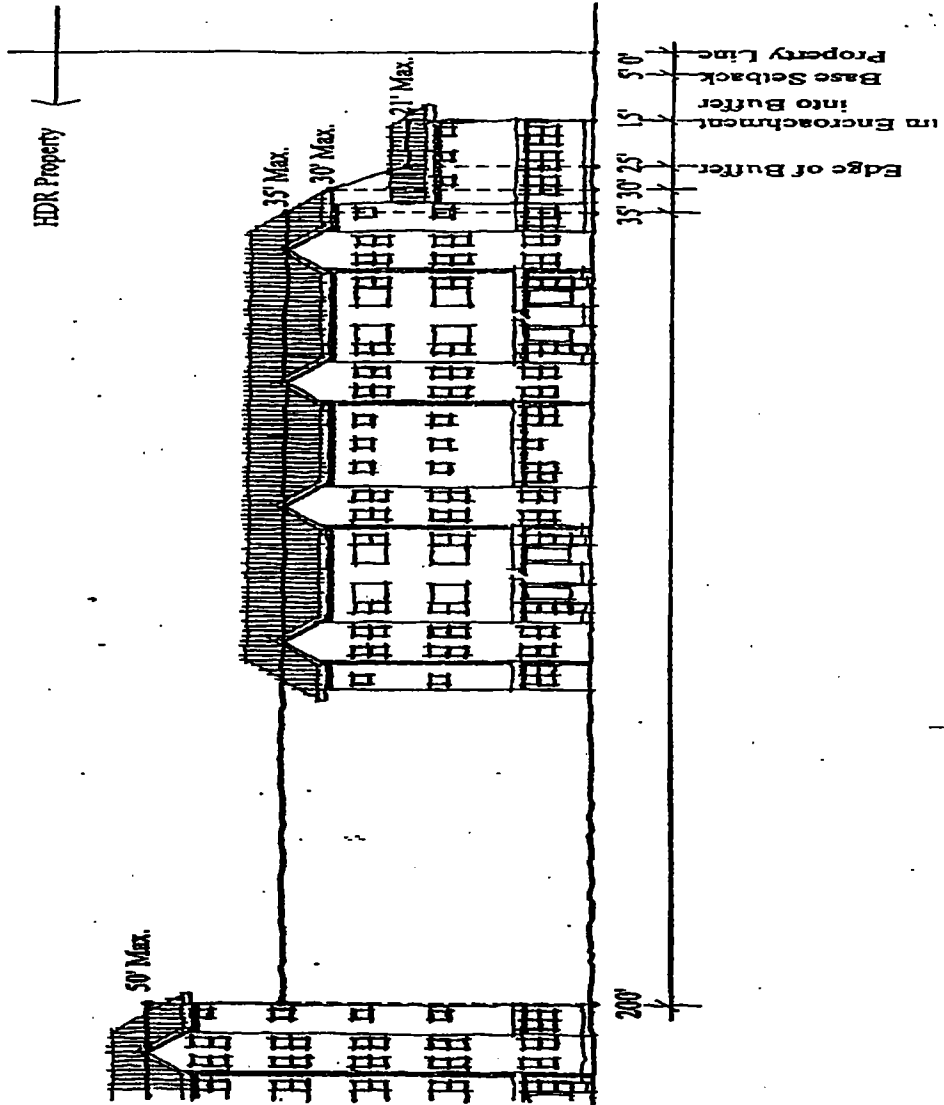 HDR Property
50' Max.
35' Max.
30' Max.
21' Max.
200'
35'
30'
25'
15'
5'
0'
Edge of Buffer
Encroachment
into Buffer
Base Setback
Property Line